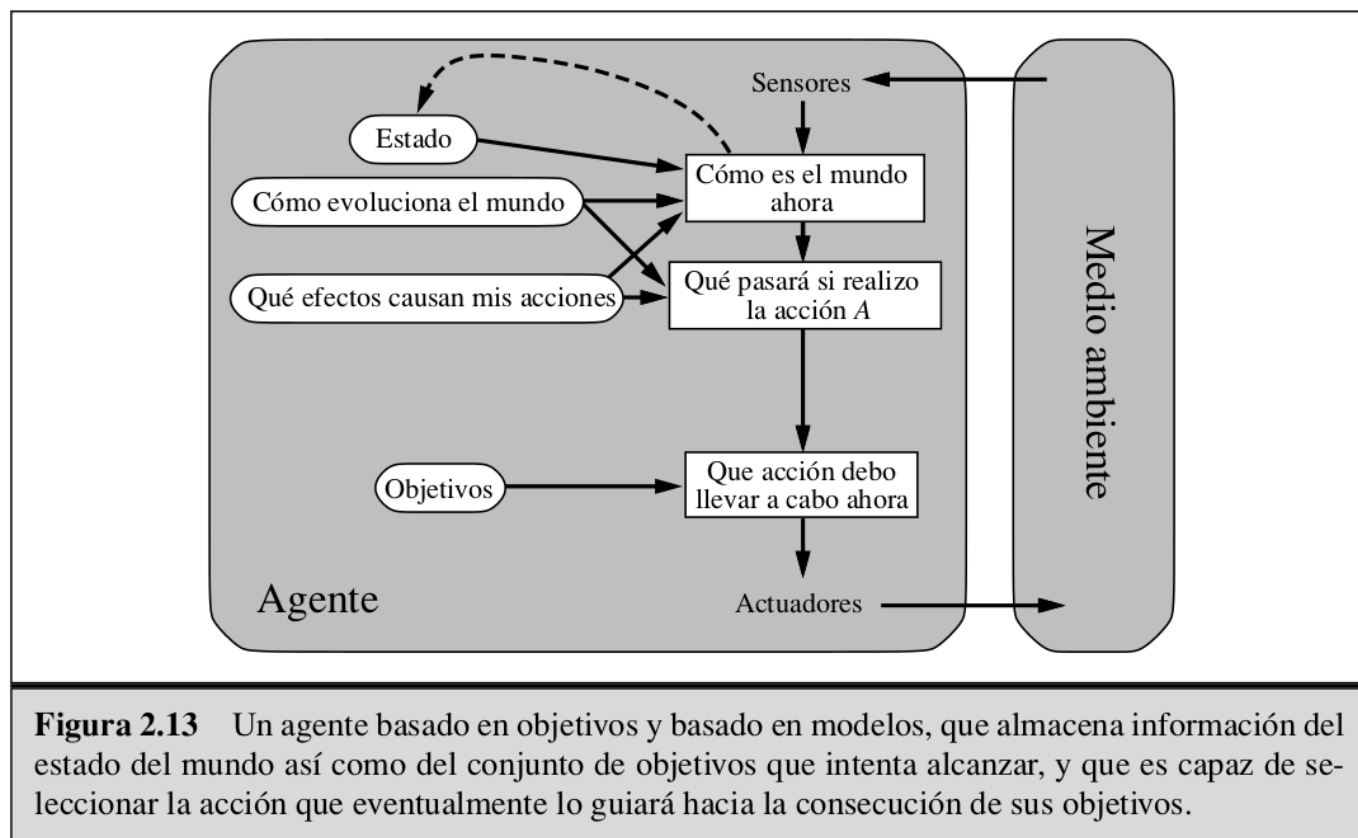 Sensores
Estado
Cómo es el mundo
ahora
Cómo evoluciona el mundo
Qué efectos causan mis acciones
Qué pasará si realizo
la acción A
Medio ambiente
Objetivos
Que acción debo
llevar a cabo ahora
Agente
Actuadores
Figura 2.13 Un agente basado en objetivos y basado en modelos, que almacena información del
estado del mundo así como del conjunto de objetivos que intenta alcanzar, y que es capaz de se-
leccionar la acción que eventualmente lo guiará hacia la consecución de sus objetivos.